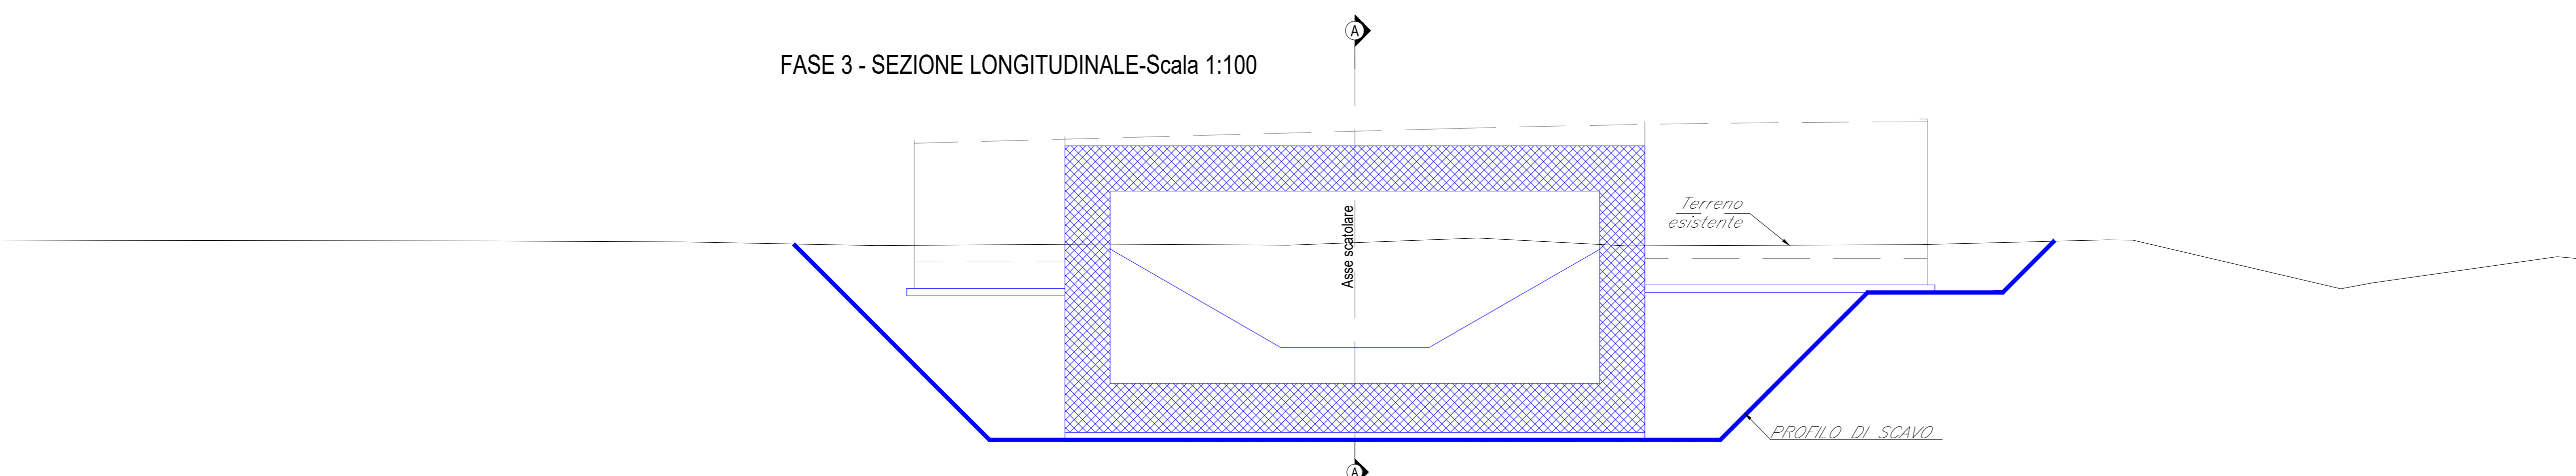 A
FASE 3 - SEZIONE LONGITUDINALE-Scala 1:100
Asse scatolare
Terreno
esistente
PROFILO DI SCAVO
A